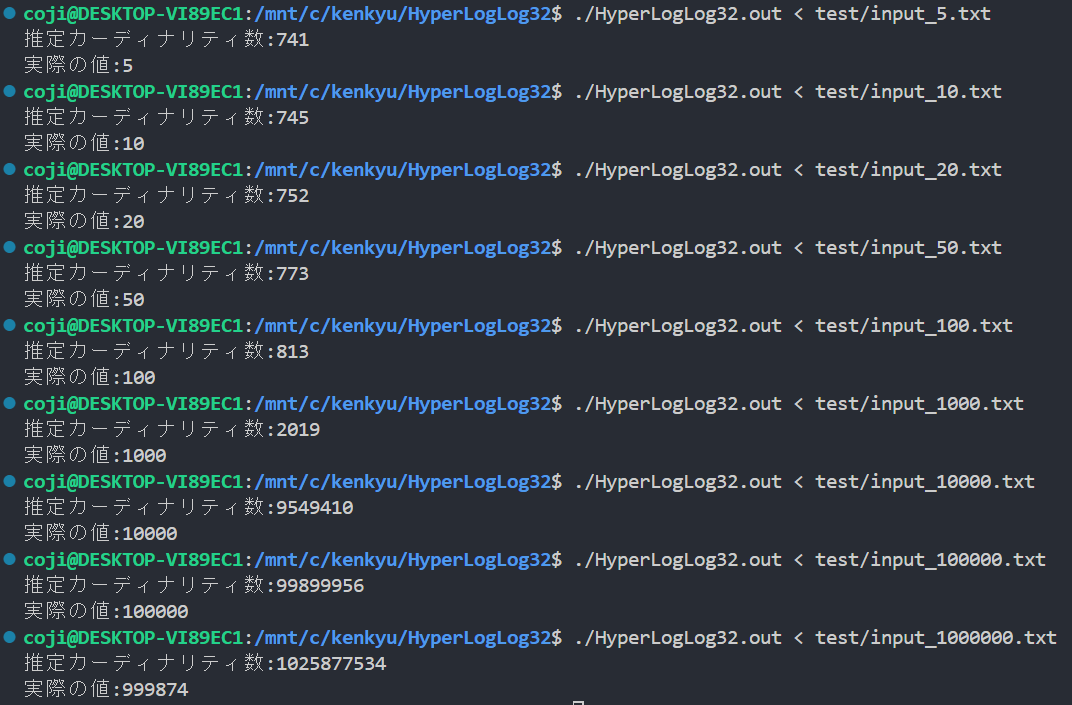 coji@DESKTOP-VI89EC1:/mnt/c/kenkyu/HyperLogLog32$ ./HyperLogLog32.out < test/input_5.txt
推定カーディナリティ数:741
実際の値:5
coji@DESKTOP-VI89EC1:/mnt/c/kenkyu/HyperLogLog32$ ./HyperLogLog32.out < test/input_10.txt
推定カーディナリティ数:745
実際の値:10
coji@DESKTOP-VI89EC1:/mnt/c/kenkyu/HyperLogLog32$ ./HyperLogLog32.out < test/input_20.txt
推定カーディナリティ数:752
実際の値:20
coji@DESKTOP-VI89EC1:/mnt/c/kenkyu/HyperLogLog32$ ./HyperLogLog32.out < test/input_50.txt
推定カーディナリティ数:773
実際の値:50
coji@DESKTOP-VI89EC1:/mnt/c/kenkyu/HyperLogLog32$ ./HyperLogLog32.out < test/input_100.txt
推定カーディナリティ数:813
実際の値:100
coji@DESKTOP-VI89EC1:/mnt/c/kenkyu/HyperLogLog32$ ./HyperLogLog32.out < test/input_1000.txt
推定カーディナリティ数:2019
実際の値:1000
coji@DESKTOP-VI89EC1:/mnt/c/kenkyu/HyperLogLog32$ ./HyperLogLog32.out < test/input_10000.txt
推定カーディナリティ数:9549410
実際の値:10000
coji@DESKTOP-VI89EC1:/mnt/c/kenkyu/HyperLogLog32$ ./HyperLogLog32.out < test/input_100000.txt
推定カーディナリティ数:99899956
実際の値:100000
coji@DESKTOP-VI89EC1:/mnt/c/kenkyu/HyperLogLog32$ ./HyperLogLog32.out < test/input_1000000.txt
推定カーディナリティ数:1025877534
実際の値:999874